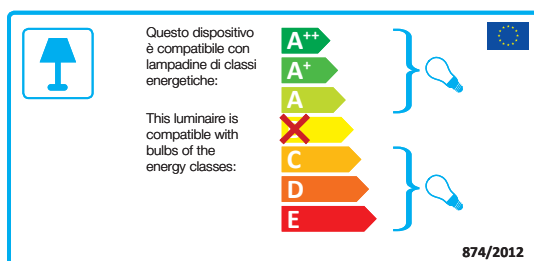 Questo dispositivo
è compatibile con
lampadine di classi
energetiche:
This luminaire is
compatible with
bulbs of the
energy classes:
A++
A+
A
C
D
E
874/2012